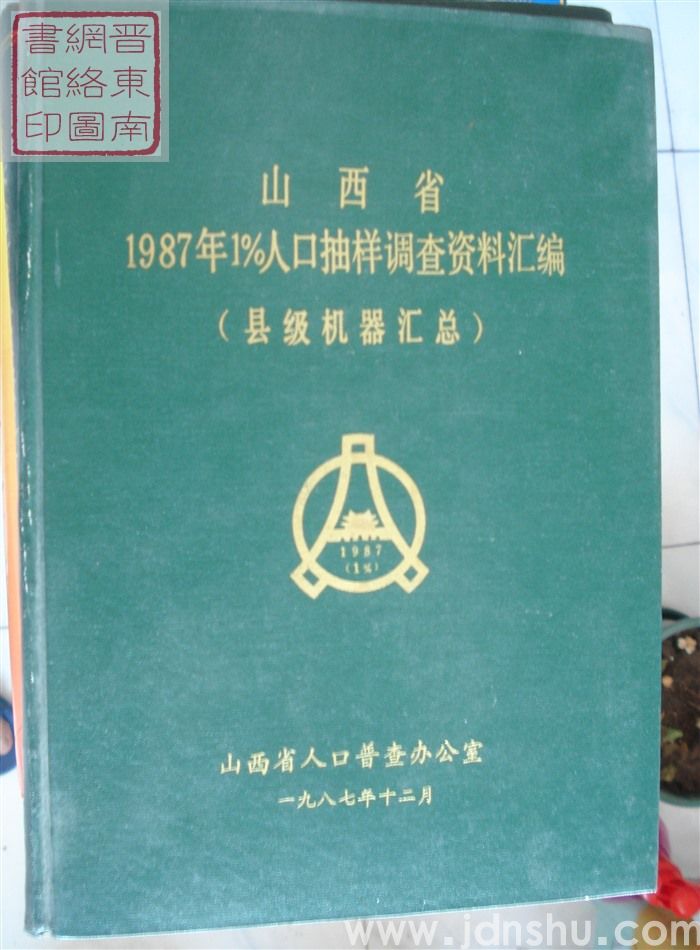 晋東南
網絡圖
書館印
山西省
1987年1%人口抽样调查资料汇编
（县级机器汇总）
1987
(1%)
山西省人口普查办公室
一九八七年十二月
www.jdnshu.com